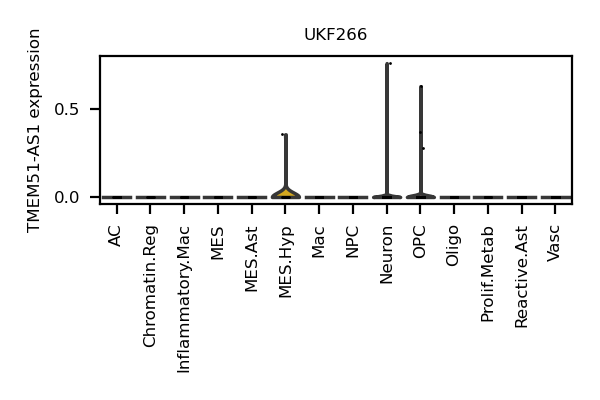 UKF266
TMEM51-AS1 expression
0.5
0.0
AC
Chromatin.Reg
Inflammatory.Mac
MES
MES.Ast
MES.Hyp
Mac
NPC
Neuron
OPC
Oligo
Prolif.Metab
Reactive.Ast
Vasc